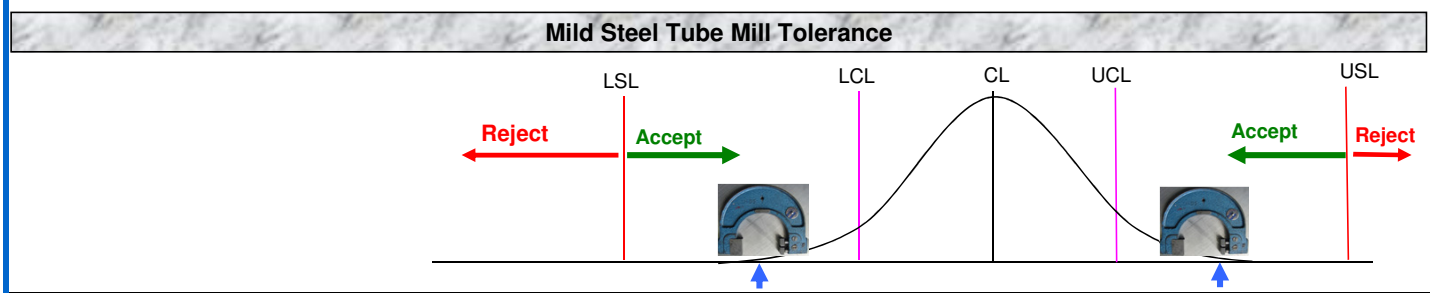 Mild Steel Tube Mill Tolerance
LSL
LCL
CL
UCL
USL
Reject
Accept
Accept
Reject